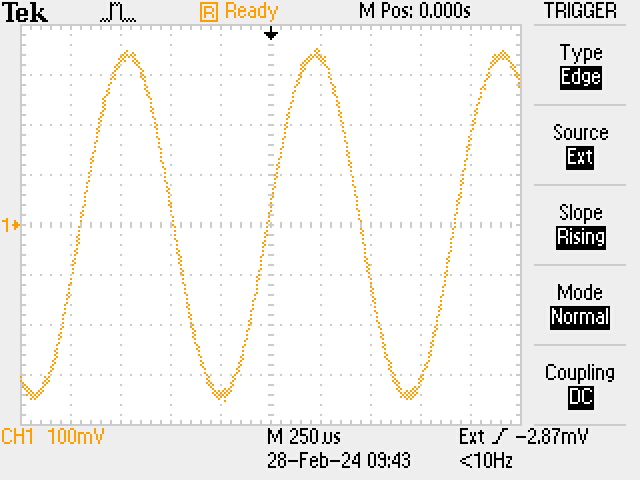 Tek
R Ready
M Pos: 0.000s
TRIGGER
Type
Edge
Source
Ext
Slope
Rising
Mode
Normal
Coupling
DC
1
CH1 100mV
M 250µs
Ext -2.87mV
28-Feb-24 09:43
<10Hz